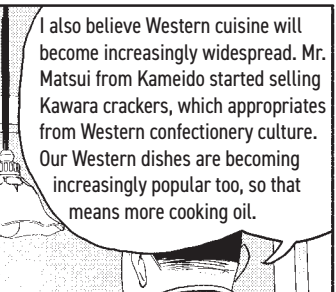 I also believe Western cuisine will
become increasingly widespread. Mr.
Matsui from Kameido started selling
Kawara crackers, which appropriates
from Western confectionery culture.
Our Western dishes are becoming
increasingly popular too, so that
means more cooking oil.